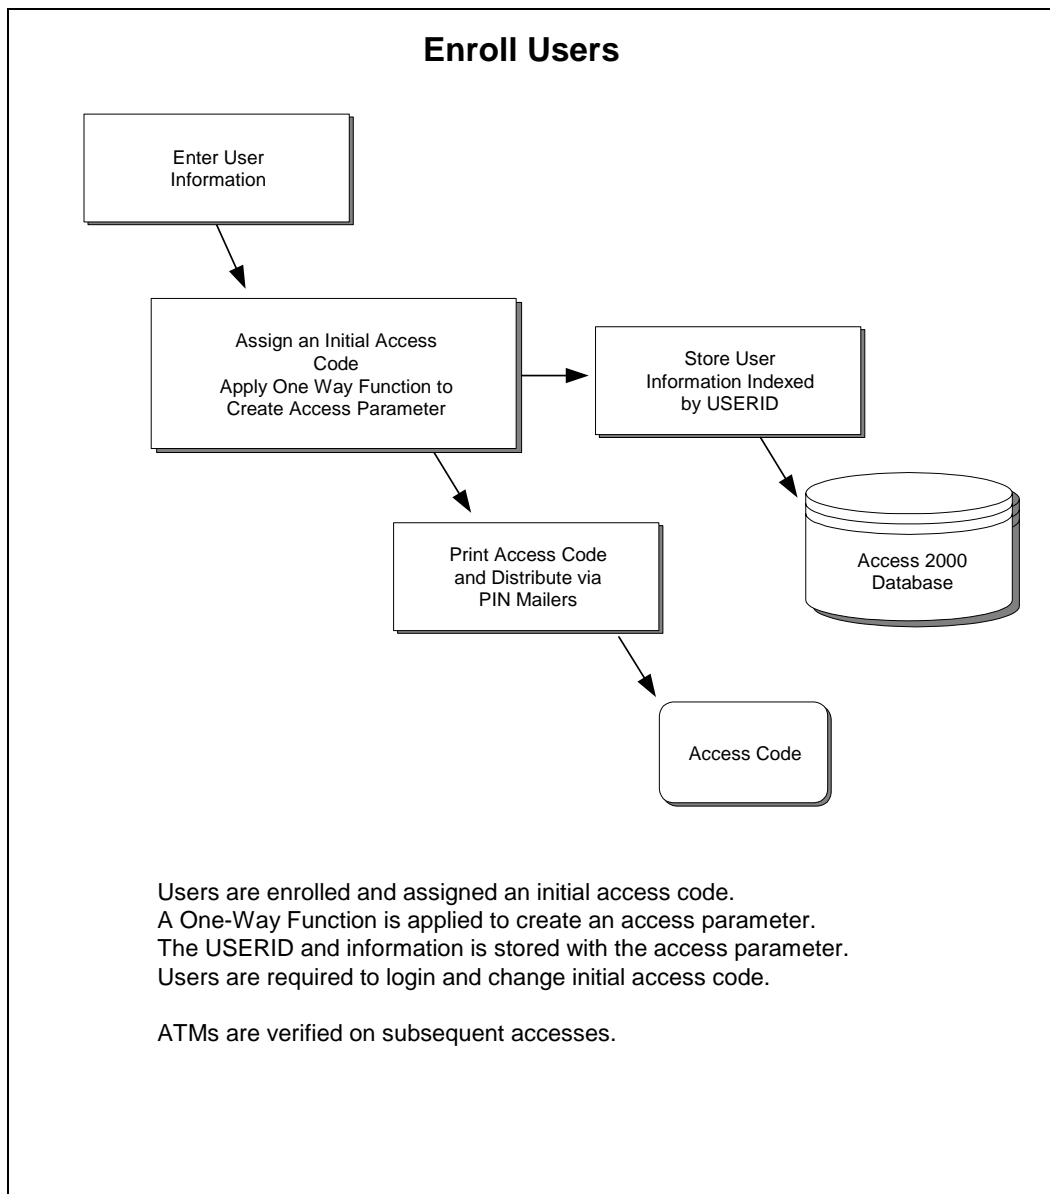 Enroll Users
Enter User
Information
Assign an Initial Access
Code
Apply One Way Function to
Create Access Parameter
Store User
Information Indexed
by USERID
Print Access Code
and Distribute via
PIN Mailers
Access 2000
Database
Access Code
Users are enrolled and assigned an initial access code.
A One-Way Function is applied to create an access parameter.
The USERID and information is stored with the access parameter.
Users are required to login and change initial access code.
ATMs are verified on subsequent accesses.